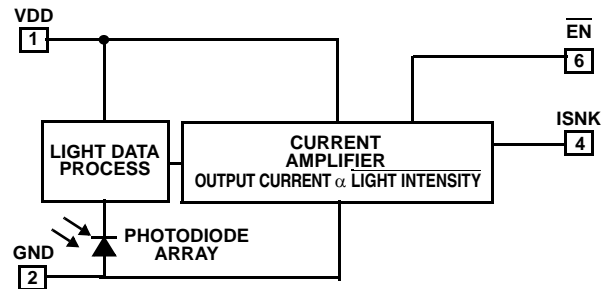 VDD
1
EN
6
ISNK
4
LIGHT DATA
PROCESS
CURRENT
AMPLIFIER
OUTPUT CURRENT α LIGHT INTENSITY
PHOTODIODE
ARRAY
GND
2